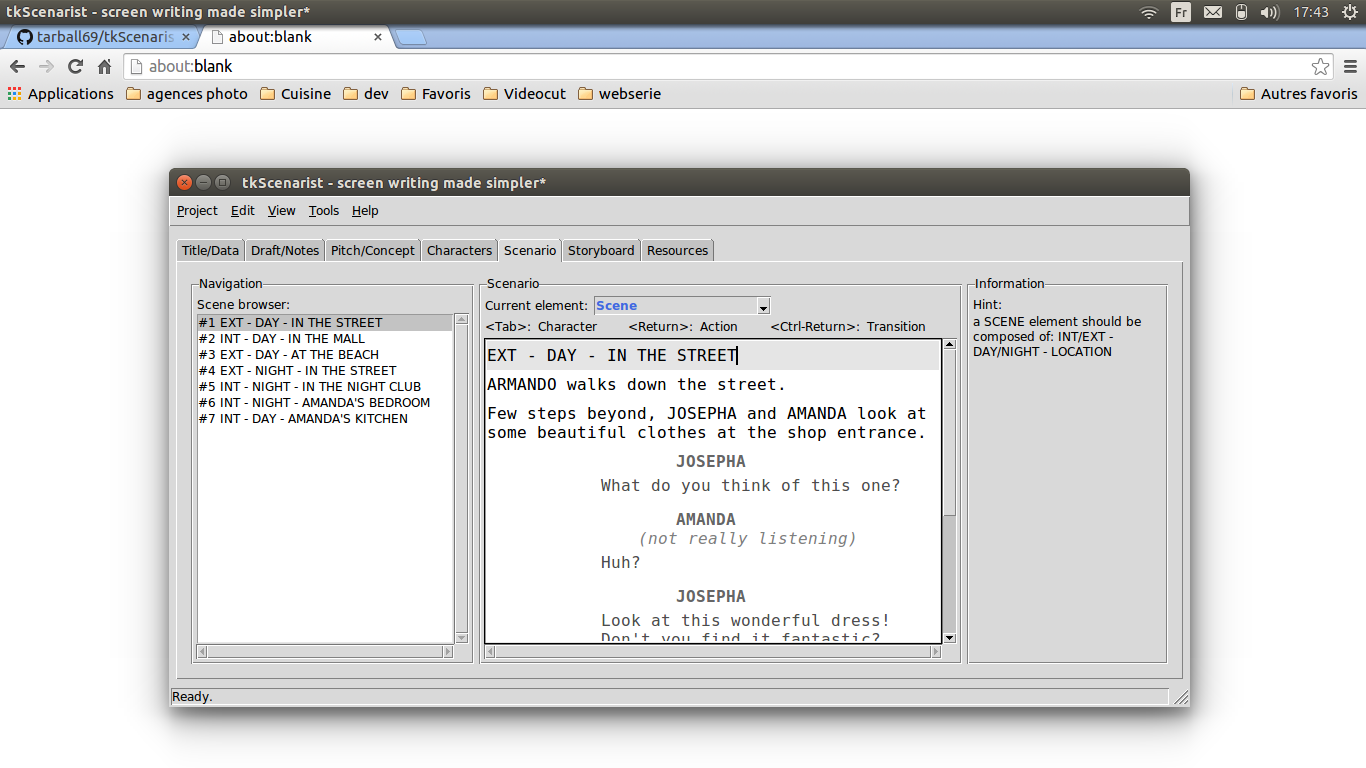 tkScenarist - screen writing made simpler*
Fr
17:43
tarball69/tkScenaris
about:blank
about:blank
Applications
agences photo
Cuisine
dev
Favoris
Videocut
webserie
Autres favoris
tkScenarist - screen writing made simpler*
Project Edit View Tools Help
Title/Data Draft/Notes Pitch/Concept Characters Scenario Storyboard Resources
Navigation
Scene browser:
#1 EXT - DAY - IN THE STREET
#2 INT - DAY - IN THE MALL
#3 EXT - DAY - AT THE BEACH
#4 EXT - NIGHT - IN THE STREET
#5 INT - NIGHT - IN THE NIGHT CLUB
#6 INT - NIGHT - AMANDA'S BEDROOM
#7 INT - DAY - AMANDA'S KITCHEN
Scenario
Current element: Scene
<Tab>: Character <Return>: Action <Ctrl-Return>: Transition
EXT - DAY - IN THE STREET
ARMANDO walks down the street.
Few steps beyond, JOSEPHA and AMANDA look at
some beautiful clothes at the shop entrance.
JOSEPHA
What do you think of this one?
AMANDA
(not really listening)
Huh?
JOSEPHA
Look at this wonderful dress!
Don't you find it fantastic?
Information
Hint:
a SCENE element should be
composed of: INT/EXT -
DAY/NIGHT - LOCATION
Ready.